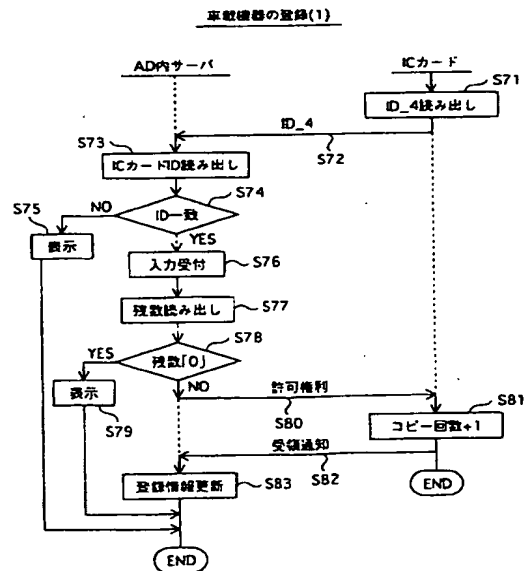 車載機器の登録(1)
AD内サーバ
ICカード
S71
ID_4読み出し
ID_4
S72
S73
ICカードID読み出し
S74
ID一致
NO
S75
表示
YES
入力受付
S76
残数読み出し
S77
S78
残数「0」
YES
表示
S79
NO
許可権利
S80
S81
コピー回数+1
受領通知
S82
登録情報更新
S83
END
END